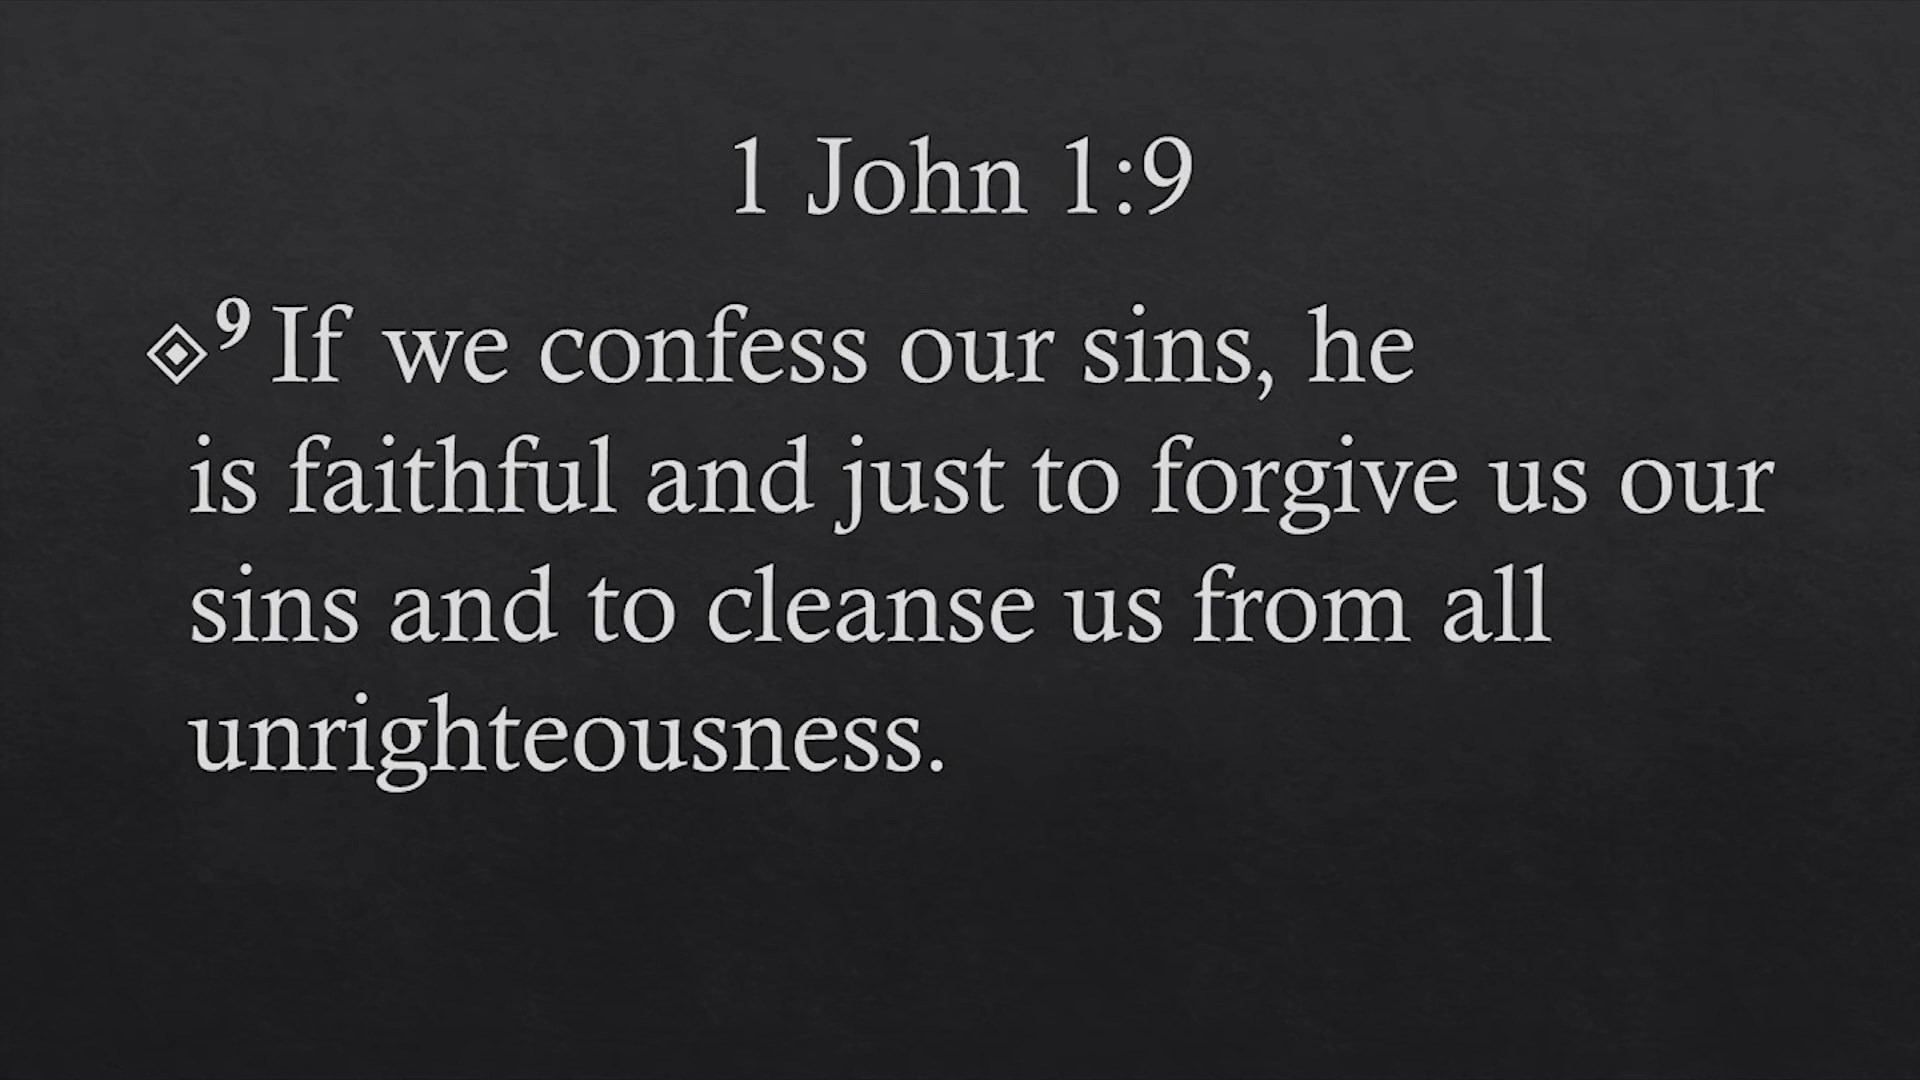 1 John 1:9
⁹ If we confess our sins, he
is faithful and just to forgive us our
sins and to cleanse us from all
unrighteousness.